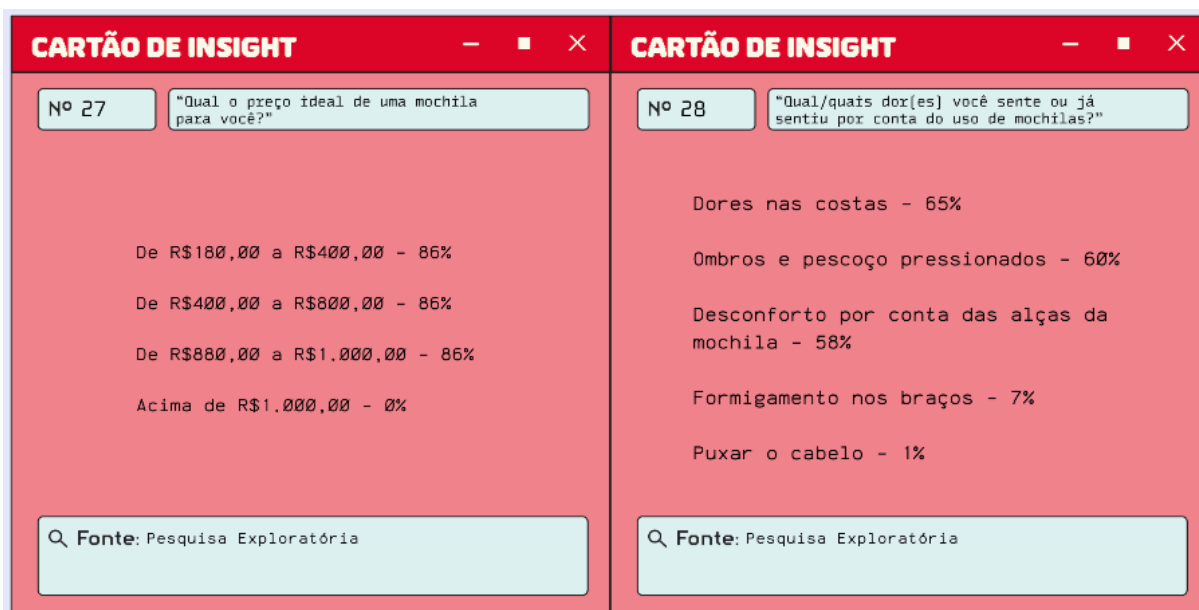 CARTÃO DE INSIGHT
Nº 27
"Qual o preço ideal de uma mochila
para você?"
De R$180,00 a R$400,00 - 86%
De R$400,00 a R$800,00 - 86%
De R$880,00 a R$1.000,00 - 86%
Acima de R$1.000,00 - 0%
Fonte: Pesquisa Exploratória
CARTÃO DE INSIGHT
Nº 28
"Qual/quais dor(es) você sente ou já
sentiu por conta do uso de mochilas?"
Dores nas costas - 65%
Ombros e pescoço pressionados - 60%
Desconforto por conta das alças da
mochila - 58%
Formigamento nos braços - 7%
Puxar o cabelo - 1%
Fonte: Pesquisa Exploratória